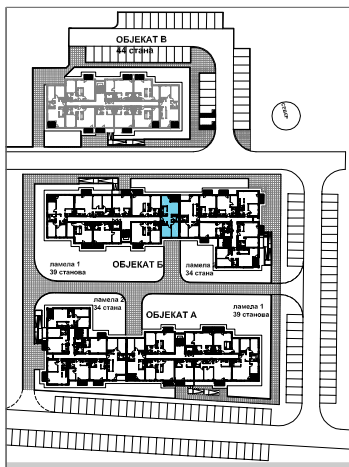 ОБЈЕКАТ В
44 стана
СЕВЕР
ламела 1
39 станова
ОБЈЕКАТ Б
ламела
34 стана
ламела 2
34 стана
ОБЈЕКАТ А
ламела 1
39 станова